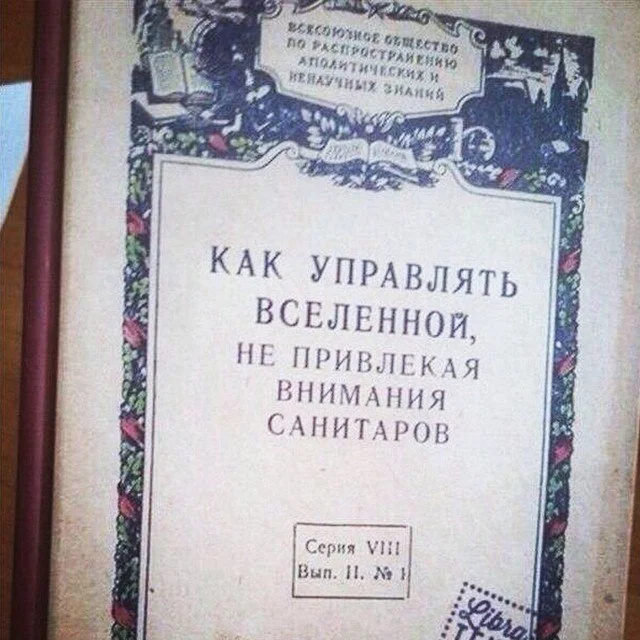 ВСЕСОЮЗНОЕ ОБЩЕСТВО
ПО РАСПРОСТРАНЕНИЮ
АПОЛИТИЧЕСКИХ И
НЕНАУЧНЫХ ЗНАНИЙ
КАК УПРАВЛЯТЬ
ВСЕЛЕННОЙ,
НЕ ПРИВЛЕКАЯ
ВНИМАНИЯ
САНИТАРОВ
Серия VIII
Вып. II. № 1